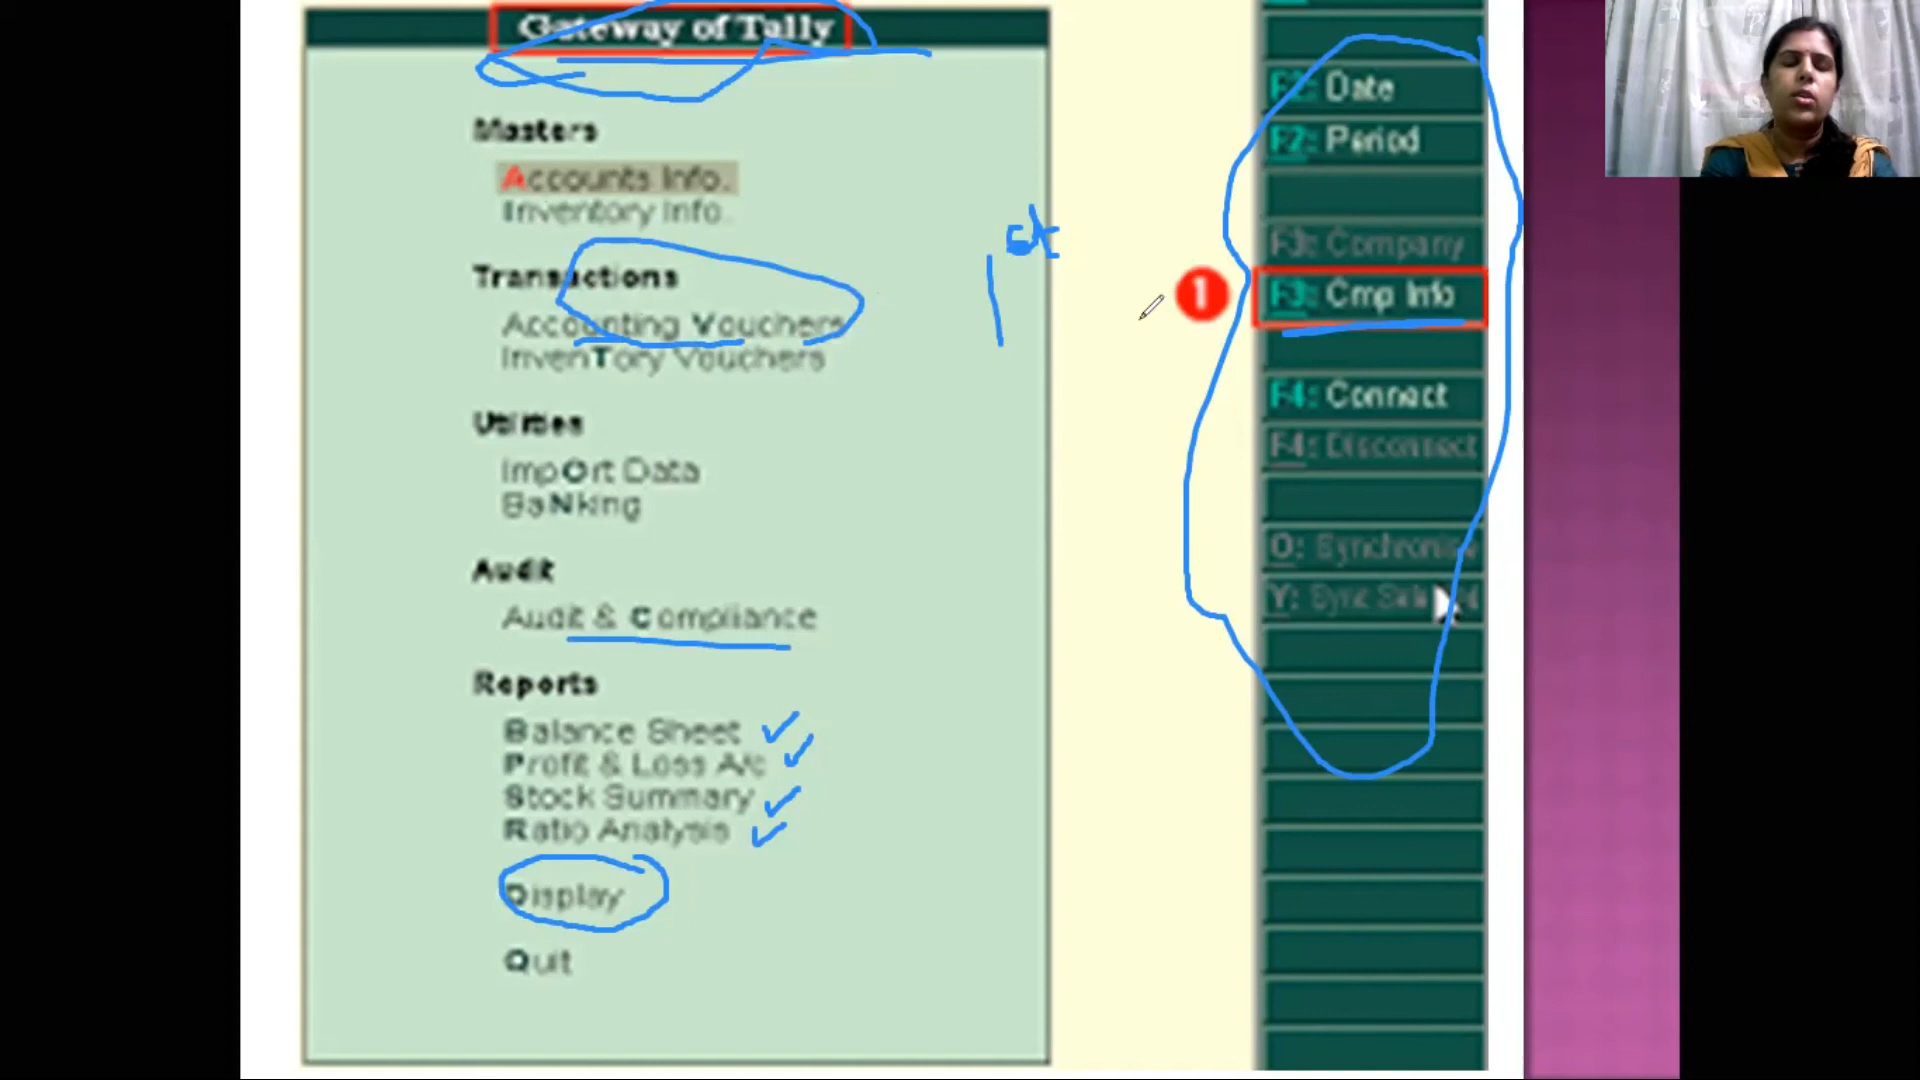 Gateway of Tally
Masters
Accounts Info.
Inventory Info.
Transactions
Accounting Vouchers
InvenTory Vouchers
Utilities
ImpOrt Data
BaNking
Audit
Audit & Compliance
Reports
Balance Sheet
Profit & Loss A/c
Stock Summary
Ratio Analysis
Display
Quit
1st
F2: Date
F2: Period
F3: Company
1
F3: Cmp Info
F4: Connect
F4: Disconnect
O: Synchronise
Y: Sync